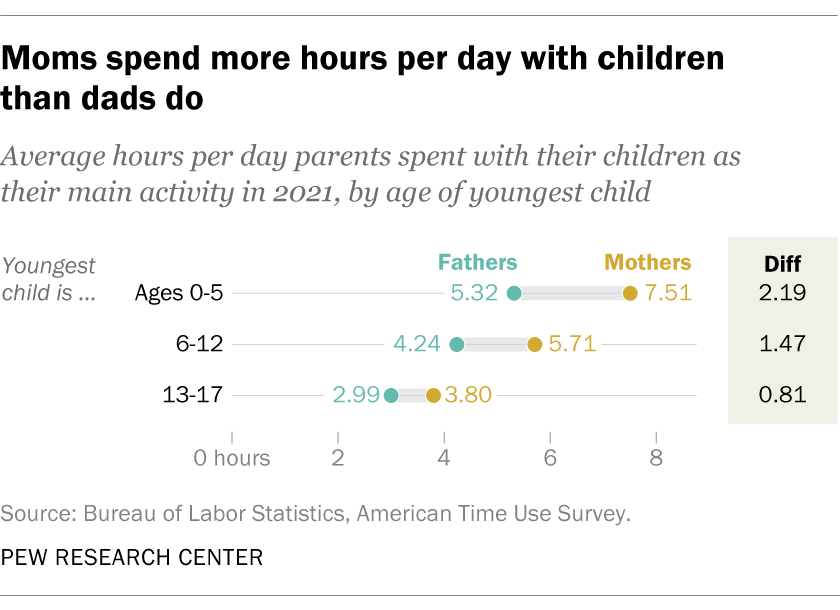 Moms spend more hours per day with children
than dads do
Average hours per day parents spent with their children as
their main activity in 2021, by age of youngest child
Youngest
child is ...
Fathers Mothers Diff
Ages 0-5 5.32 7.51 2.19
6-12 4.24 5.71 1.47
13-17 2.99 3.80 0.81
0 hours 2 4 6 8
Source: Bureau of Labor Statistics, American Time Use Survey.
PEW RESEARCH CENTER